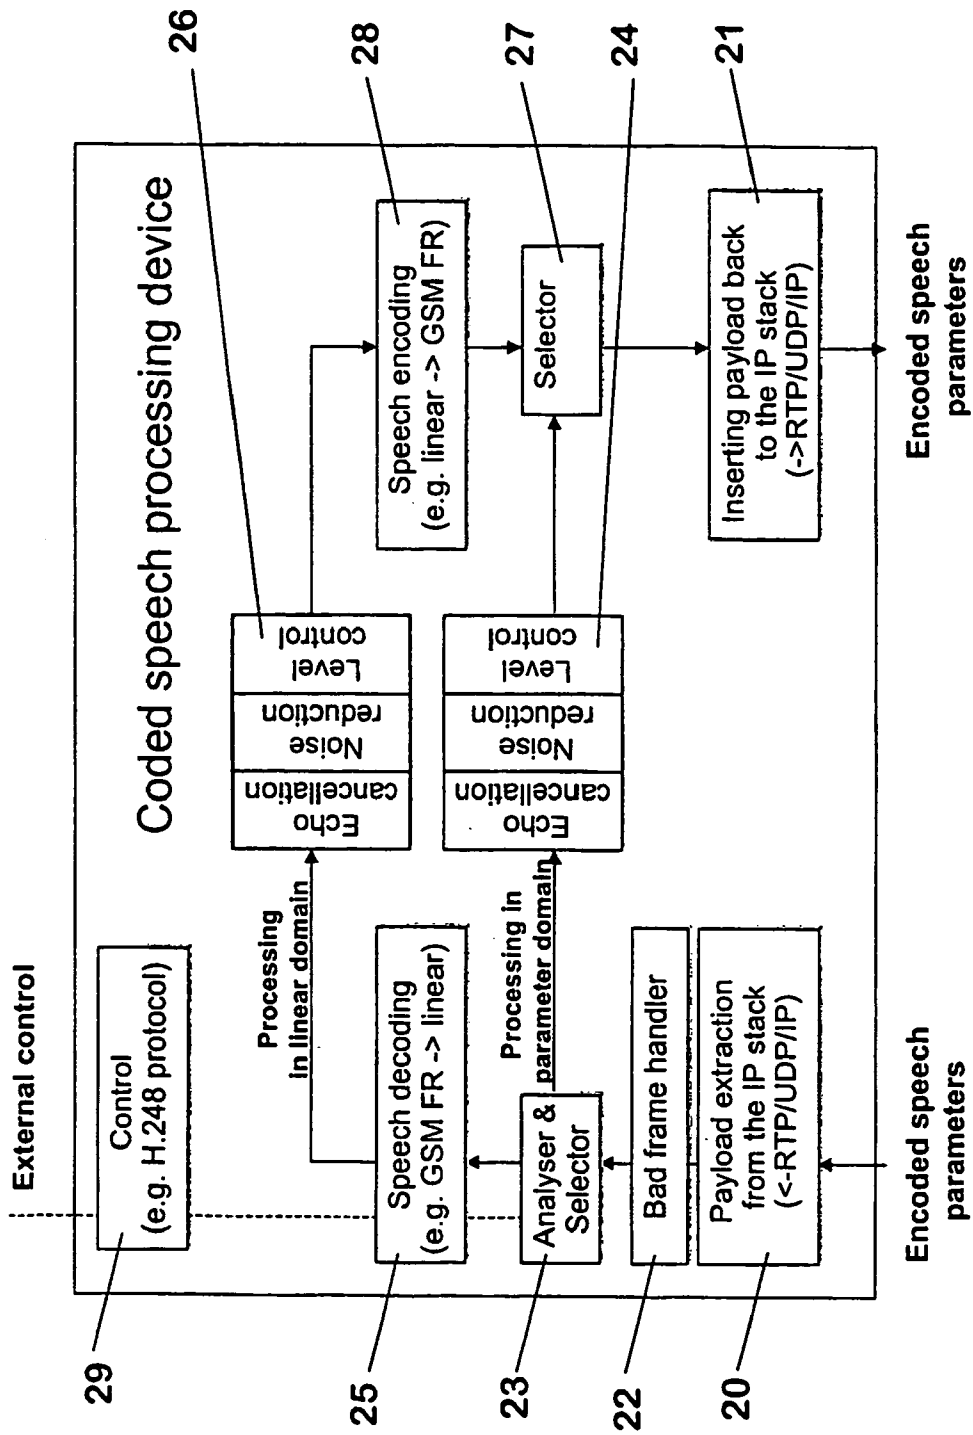 External control
Coded speech processing device
Control
(e.g. H.248 protocol)
29
26
Processing
in linear domain
Echo
cancellation
Noise
reduction
Level
control
28
Speech decoding
(e.g. GSM FR -> linear)
25
Speech encoding
(e.g. linear -> GSM FR)
Processing in
parameter domain
Echo
cancellation
Noise
reduction
Level
control
27
Analyser &
Selector
23
Selector
24
Bad frame handler
22
Payload extraction
from the IP stack
(<-RTP/UDP/IP)
20
Inserting payload back
to the IP stack
(->RTP/UDP/IP)
21
Encoded speech
parameters
Encoded speech
parameters